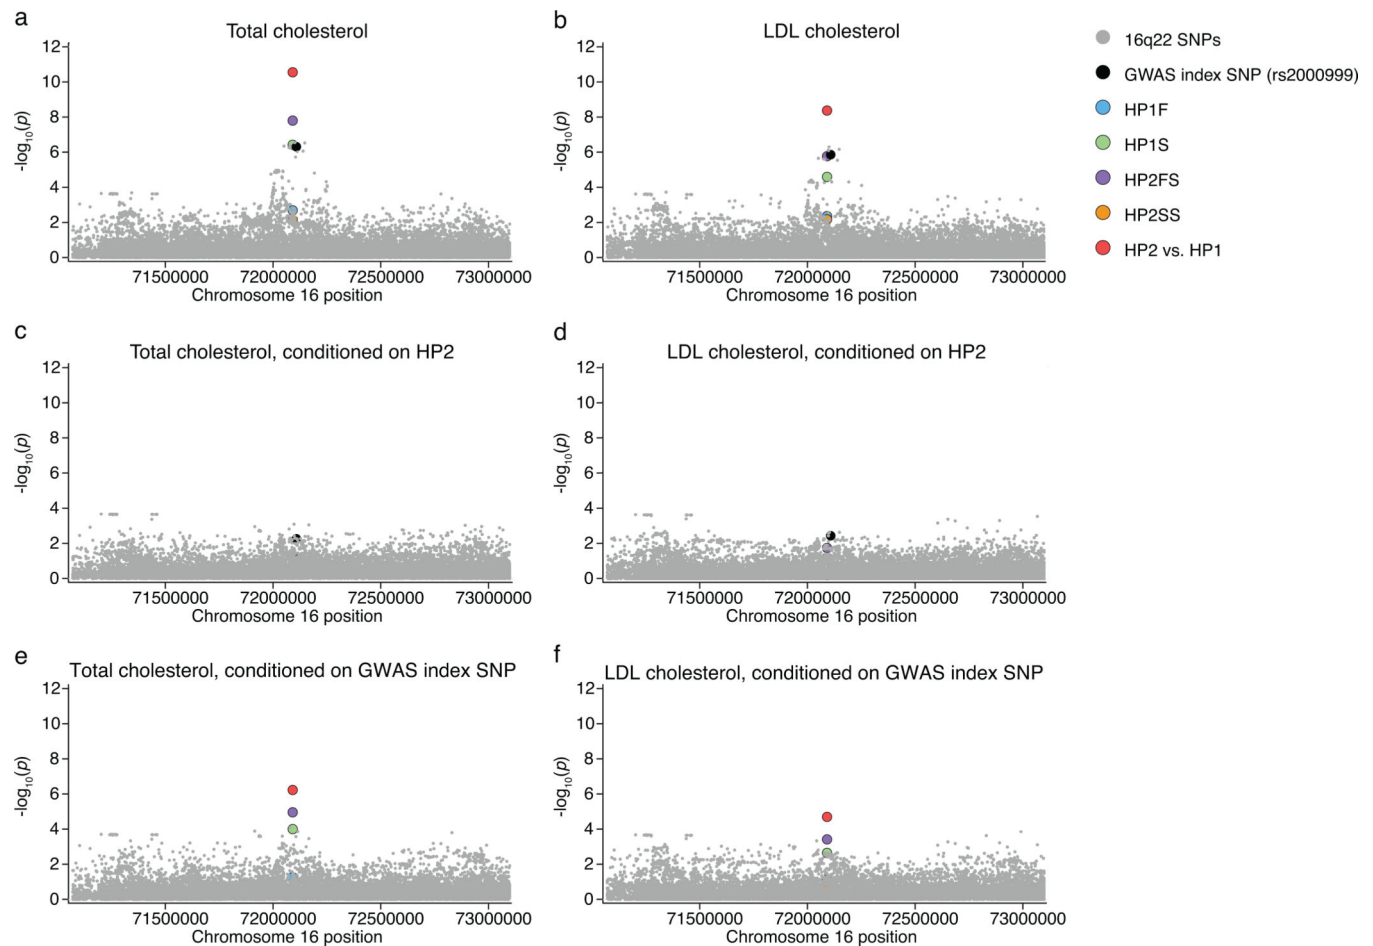 a
Total cholesterol
12
10
8
6
4
2
0
-log10(p)
71500000 72000000 72500000 73000000
Chromosome 16 position
b
LDL cholesterol
12
10
8
6
4
2
0
-log10(p)
71500000 72000000 72500000 73000000
Chromosome 16 position
16q22 SNPs
GWAS index SNP (rs2000999)
HP1F
HP1S
HP2FS
HP2SS
HP2 vs. HP1
c
Total cholesterol, conditioned on HP2
12
10
8
6
4
2
0
-log10(p)
71500000 72000000 72500000 73000000
Chromosome 16 position
d
LDL cholesterol, conditioned on HP2
12
10
8
6
4
2
0
-log10(p)
71500000 72000000 72500000 73000000
Chromosome 16 position
e
Total cholesterol, conditioned on GWAS index SNP
12
10
8
6
4
2
0
-log10(p)
71500000 72000000 72500000 73000000
Chromosome 16 position
f
LDL cholesterol, conditioned on GWAS index SNP
12
10
8
6
4
2
0
-log10(p)
71500000 72000000 72500000 73000000
Chromosome 16 position